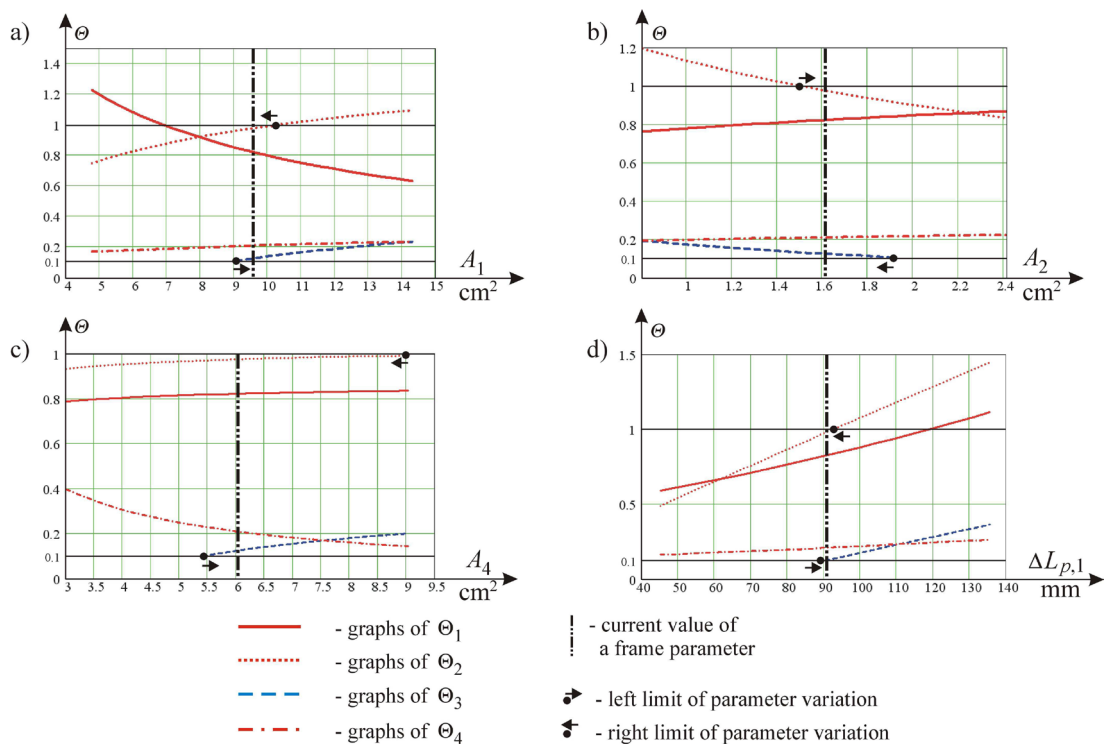 a) Θ
1.4
1.2
1
0.8
0.6
0.4
0.2
0.1
0
4 5 6 7 8 9 10 11 12 13 14 15
A₁
cm²
b) Θ
1.2
1
0.8
0.6
0.4
0.2
0.1
0
1 1.2 1.4 1.6 1.8 2 2.2 2.4
A₂
cm²
c) Θ
1
0.8
0.6
0.4
0.2
0.1
0
3 3.5 4 4.5 5 5.5 6 6.5 7 7.5 8 8.5 9 9.5
A₄
cm²
d) Θ
1.5
1
0.5
0.1
0
40 50 60 70 80 90 100 110 120 130 140
ΔLₚ,₁
mm
- graphs of Θ₁
- graphs of Θ₂
- graphs of Θ₃
- graphs of Θ₄
- current value of
a frame parameter
- left limit of parameter variation
- right limit of parameter variation